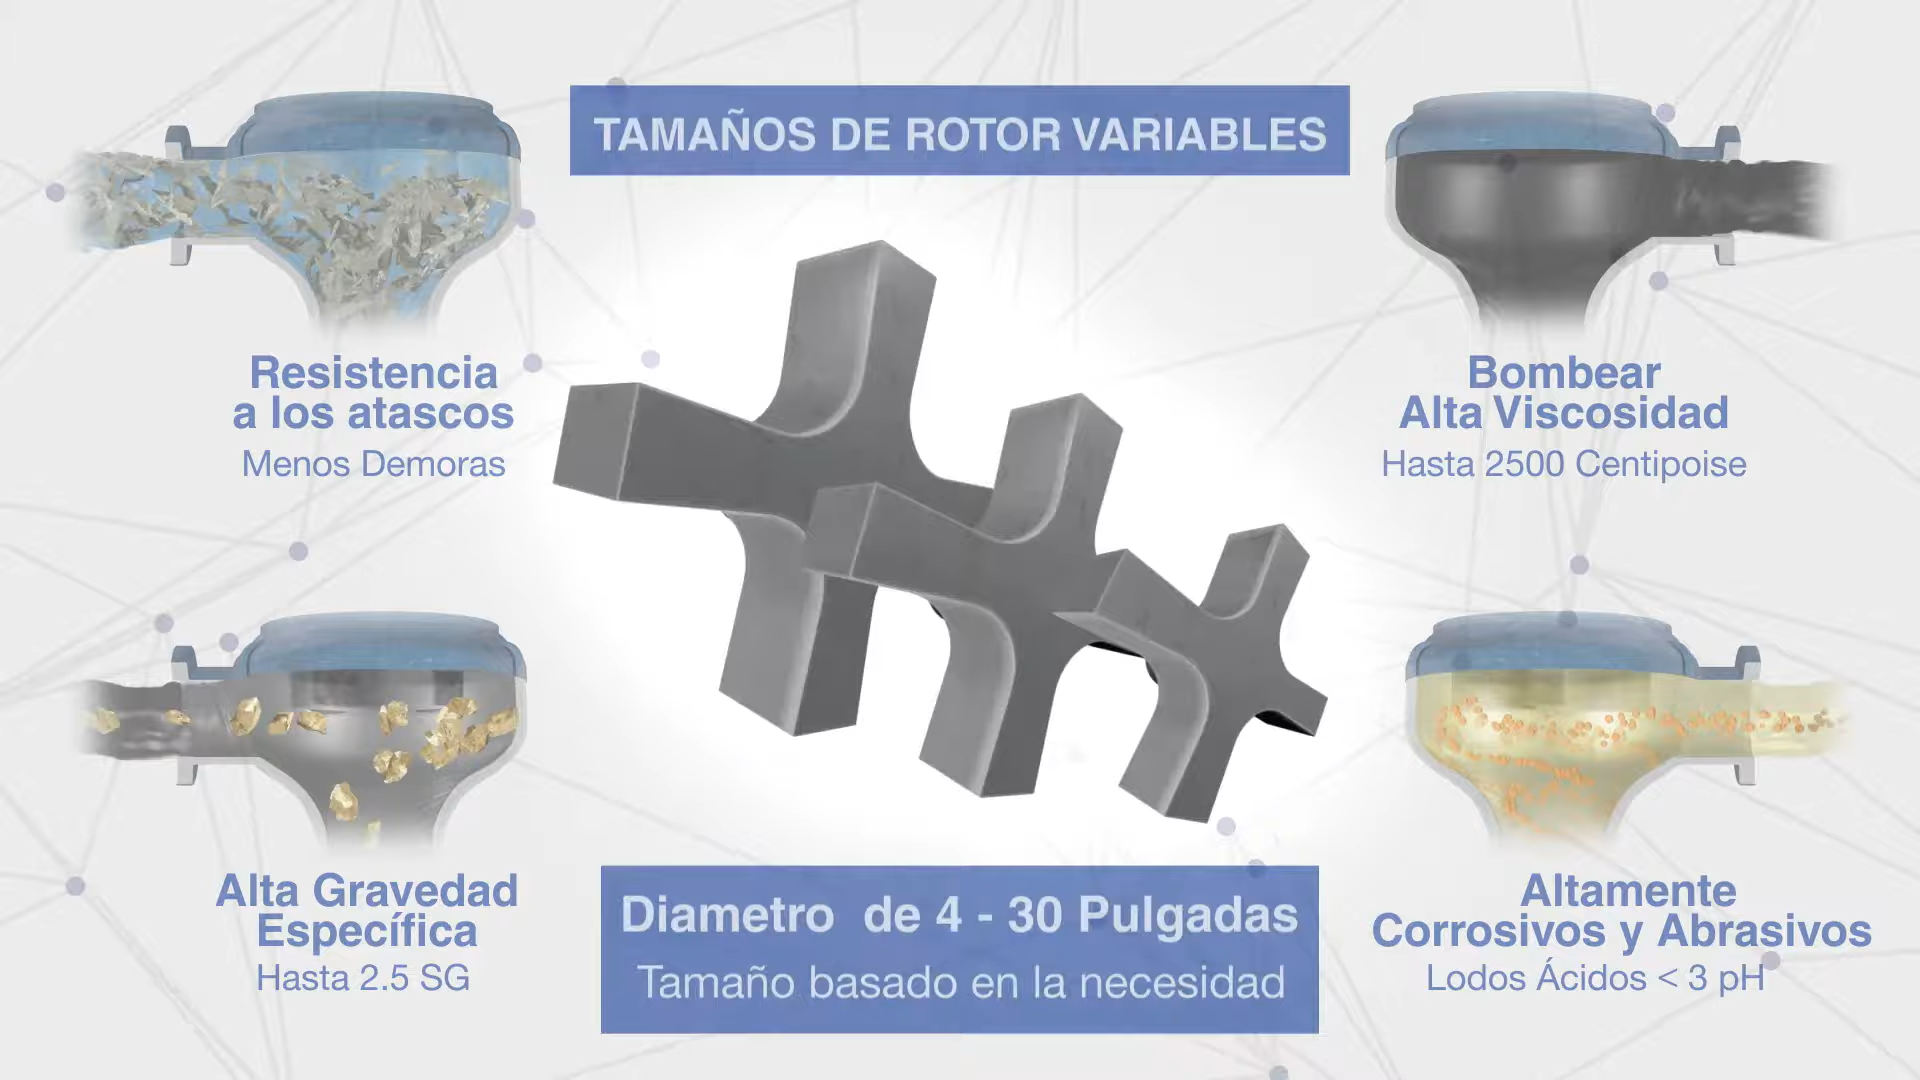 TAMAÑOS DE ROTOR VARIABLES
Resistencia
a los atascos
Menos Demoras
Bombear
Alta Viscosidad
Hasta 2500 Centipoise
Alta Gravedad
Específica
Hasta 2.5 SG
Diametro de 4 - 30 Pulgadas
Tamaño basado en la necesidad
Altamente
Corrosivos y Abrasivos
Lodos Ácidos < 3 pH